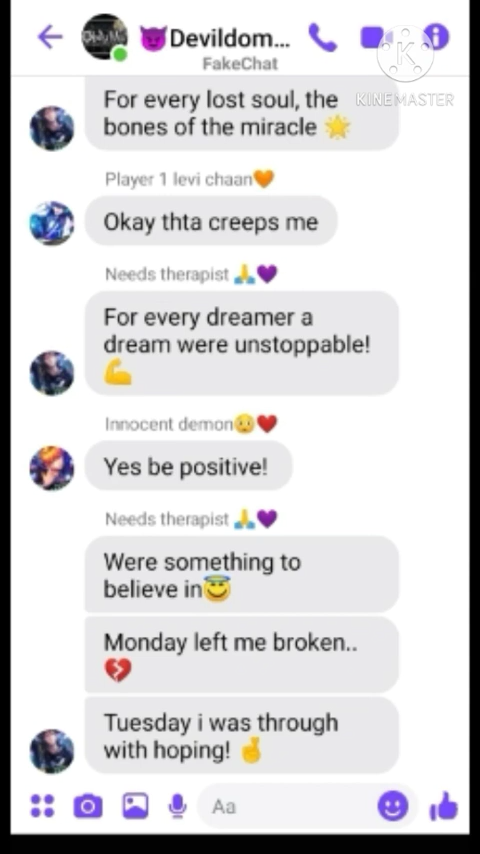 😈Devildom...
FakeChat
K
KINEMASTER
For every lost soul, the
bones of the miracle 🌟
Player 1 levi chaan🧡
Okay thta creeps me
Needs therapist 🙏💜
For every dreamer a
dream were unstoppable!
💪
Innocent demon🥺❤️
Yes be positive!
Needs therapist 🙏💜
Were something to
believe in😇
Monday left me broken..
💔
Tuesday i was through
with hoping! 🤞
Aa